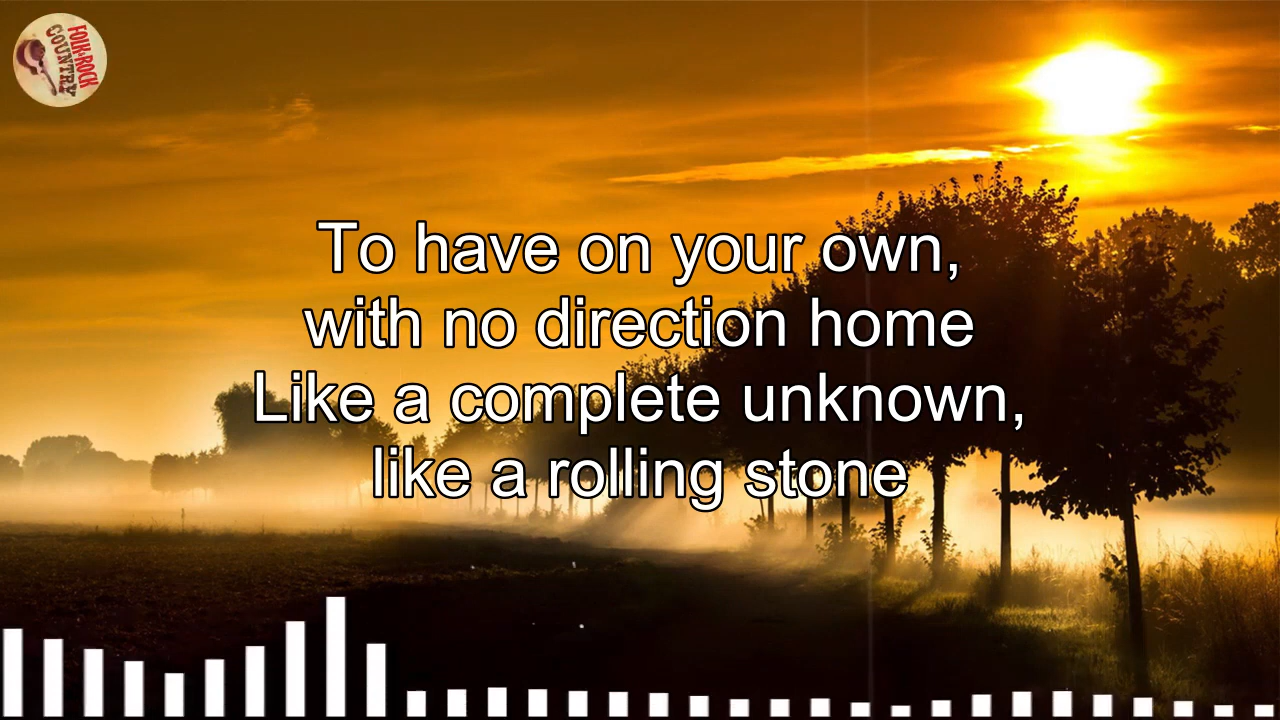 FOLK-ROCK
COUNTRY
To have on your own,
with no direction home
Like a complete unknown,
like a rolling stone